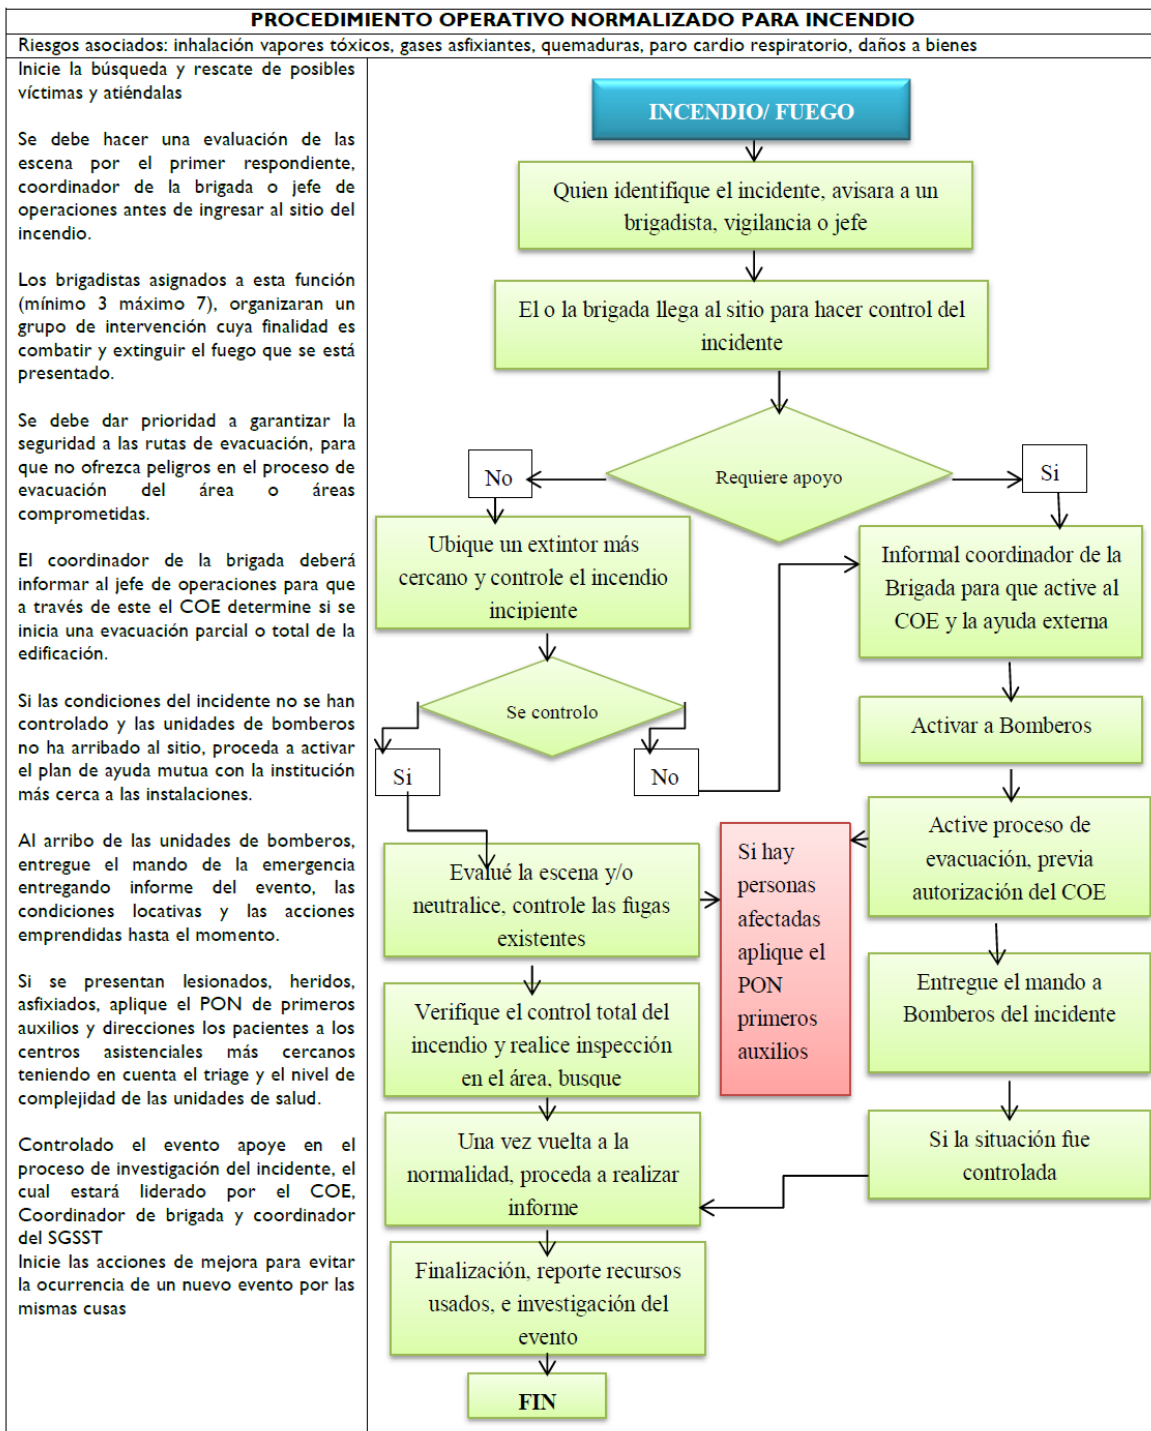 PROCEDIMIENTO OPERATIVO NORMALIZADO PARA INCENDIO
Riesgos asociados: inhalación vapores tóxicos, gases asfixiantes, quemaduras, paro cardio respiratorio, daños a bienes
Inicie la búsqueda y rescate de posibles
víctimas y atiéndalas
Se debe hacer una evaluación de las
escena por el primer respondiente,
coordinador de la brigada o jefe de
operaciones antes de ingresar al sitio del
incendio.
Los brigadistas asignados a esta función
(mínimo 3 máximo 7), organizaran un
grupo de intervención cuya finalidad es
combatir y extinguir el fuego que se está
presentado.
Se debe dar prioridad a garantizar la
seguridad a las rutas de evacuación, para
que no ofrezca peligros en el proceso de
evacuación del área o áreas
comprometidas.
El coordinador de la brigada deberá
informar al jefe de operaciones para que
a través de este el COE determine si se
inicia una evacuación parcial o total de la
edificación.
Si las condiciones del incidente no se han
controlado y las unidades de bomberos
no ha arribado al sitio, proceda a activar
el plan de ayuda mutua con la institución
más cerca a las instalaciones.
Al arribo de las unidades de bomberos,
entregue el mando de la emergencia
entregando informe del evento, las
condiciones locativas y las acciones
emprendidas hasta el momento.
Si se presentan lesionados, heridos,
asfixiados, aplique el PON de primeros
auxilios y direcciones los pacientes a los
centros asistenciales más cercanos
teniendo en cuenta el triage y el nivel de
complejidad de las unidades de salud.
Controlado el evento apoye en el
proceso de investigación del incidente, el
cual estará liderado por el COE,
Coordinador de brigada y coordinador
del SGSST
Inicie las acciones de mejora para evitar
la ocurrencia de un nuevo evento por las
mismas cusas
INCENDIO/ FUEGO
Quien identifique el incidente, avisara a un
brigadista, vigilancia o jefe
El o la brigada llega al sitio para hacer control del
incidente
Requiere apoyo
No
Si
Ubique un extintor más
cercano y controle el incendio
incipiente
Informal coordinador de la
Brigada para que active al
COE y la ayuda externa
Se controlo
Si
No
Activar a Bomberos
Active proceso de
evacuación, previa
autorización del COE
Evalué la escena y/o
neutralice, controle las fugas
existentes
Si hay
personas
afectadas
aplique el
PON
primeros
auxilios
Entregue el mando a
Bomberos del incidente
Verifique el control total del
incendio y realice inspección
en el área, busque
Si la situación fue
controlada
Una vez vuelta a la
normalidad, proceda a realizar
informe
Finalización, reporte recursos
usados, e investigación del
evento
FIN